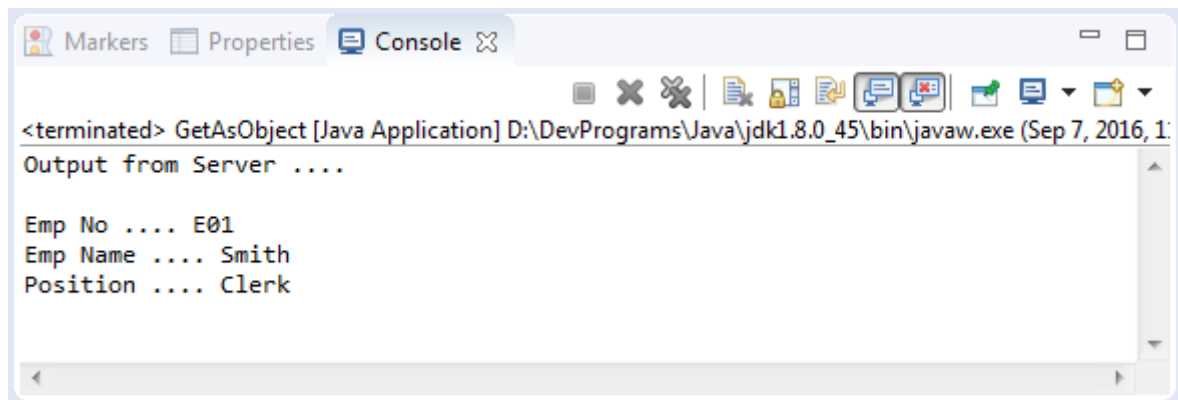 Markers Properties Console
<terminated> GetAsObject [Java Application] D:\DevPrograms\Java\jdk1.8.0_45\bin\javaw.exe (Sep 7, 2016, 1
Output from Server ....
Emp No .... E01
Emp Name .... Smith
Position .... Clerk